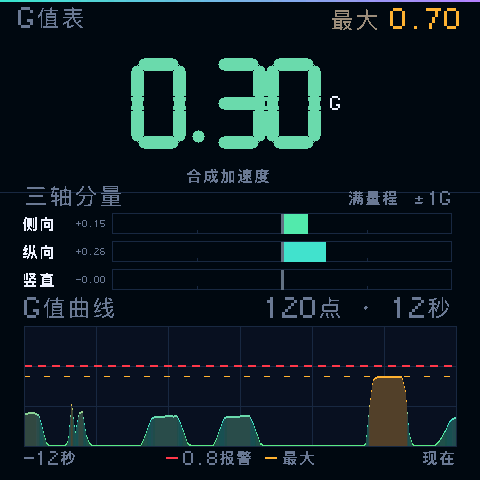 G值表 最大 0.70
0.30 G
合成加速度
三轴分量 满量程 ±1G
侧向 +0.15
纵向 +0.26
竖直 -0.00
G值曲线 120点 · 12秒
-12秒 0.8报警 最大 现在